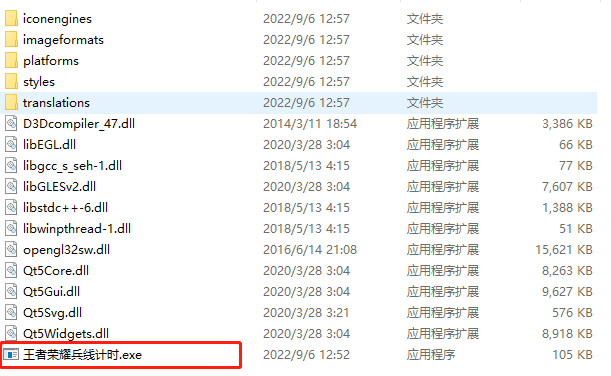 iconengines 2022/9/6 12:57 文件夹
imageformats 2022/9/6 12:57 文件夹
platforms 2022/9/6 12:57 文件夹
styles 2022/9/6 12:57 文件夹
translations 2022/9/6 12:57 文件夹
D3Dcompiler_47.dll 2014/3/11 18:54 应用程序扩展 3,386 KB
libEGL.dll 2020/3/28 3:04 应用程序扩展 66 KB
libgcc_s_seh-1.dll 2018/5/13 4:15 应用程序扩展 77 KB
libGLESv2.dll 2020/3/28 3:04 应用程序扩展 7,607 KB
libstdc++-6.dll 2018/5/13 4:15 应用程序扩展 1,388 KB
libwinpthread-1.dll 2018/5/13 4:15 应用程序扩展 51 KB
opengl32sw.dll 2016/6/14 21:08 应用程序扩展 15,621 KB
Qt5Core.dll 2020/3/28 3:04 应用程序扩展 8,263 KB
Qt5Gui.dll 2020/3/28 3:04 应用程序扩展 9,627 KB
Qt5Svg.dll 2020/3/28 3:21 应用程序扩展 576 KB
Qt5Widgets.dll 2020/3/28 3:04 应用程序扩展 8,918 KB
王者荣耀兵线计时.exe 2022/9/6 12:52 应用程序 105 KB